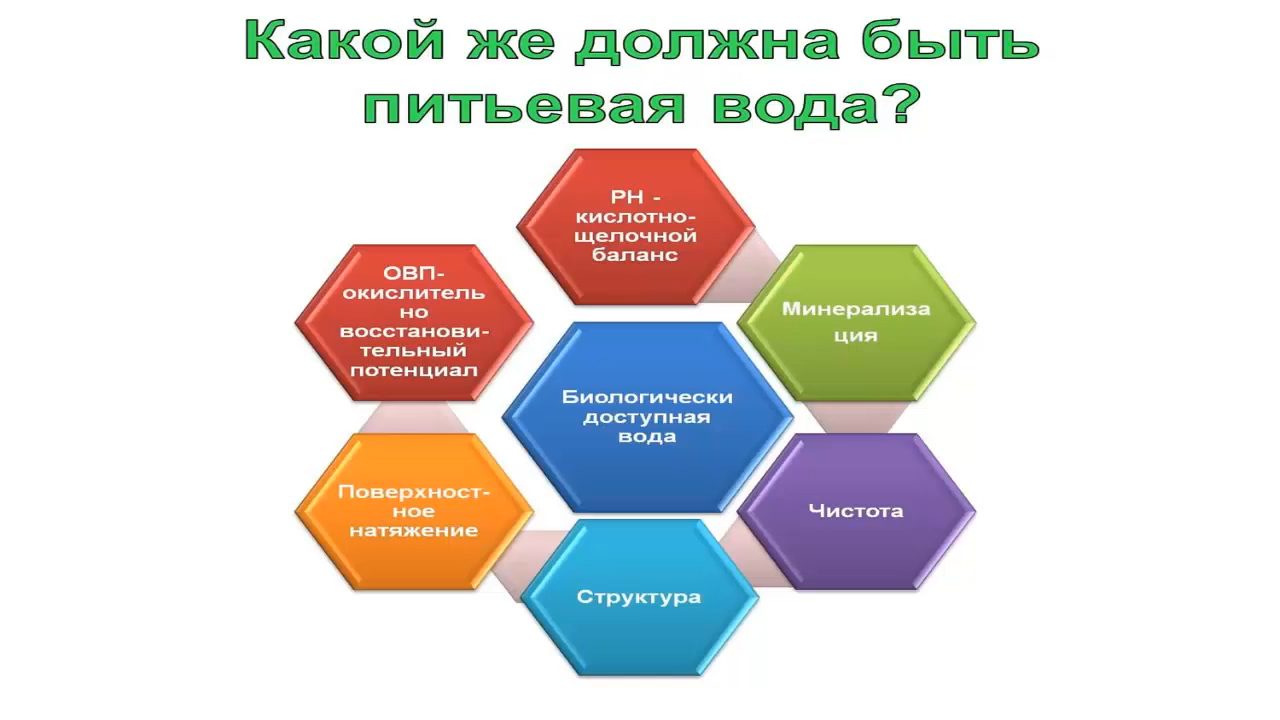 Какой же должна быть
питьевая вода?
РН -
кислотно-
щелочной
баланс
ОВП-
окислитель
но
восстанови-
тельный
потенциал
Минерализа
ция
Биологически
доступная
вода
Поверхност-
ное
натяжение
Чистота
Структура